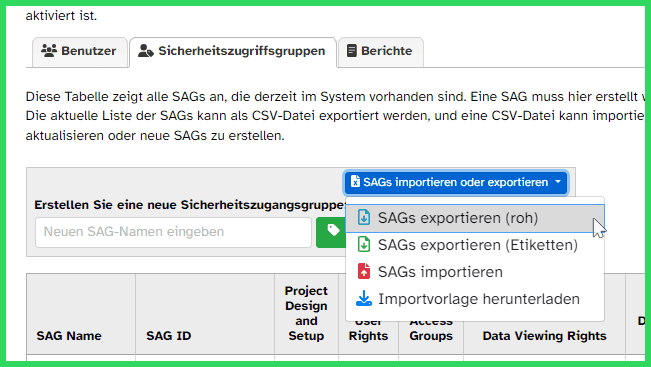 aktiviert ist.
Benutzer Sicherheitszugriffsgruppen Berichte
Diese Tabelle zeigt alle SAGs an, die derzeit im System vorhanden sind. Eine SAG muss hier erstellt
Die aktuelle Liste der SAGs kann als CSV-Datei exportiert werden, und eine CSV-Datei kann importie
aktualisieren oder neue SAGs zu erstellen.
SAGs importieren oder exportieren
Erstellen Sie eine neue Sicherheitszugangsgruppe:
Neuen SAG-Namen eingeben
SAGs exportieren (roh)
SAGs exportieren (Etiketten)
SAGs importieren
Importvorlage herunterladen
SAG Name
SAG ID
Project
Design
and
Setup
User
Rights
Access
Groups
Data Viewing Rights
D